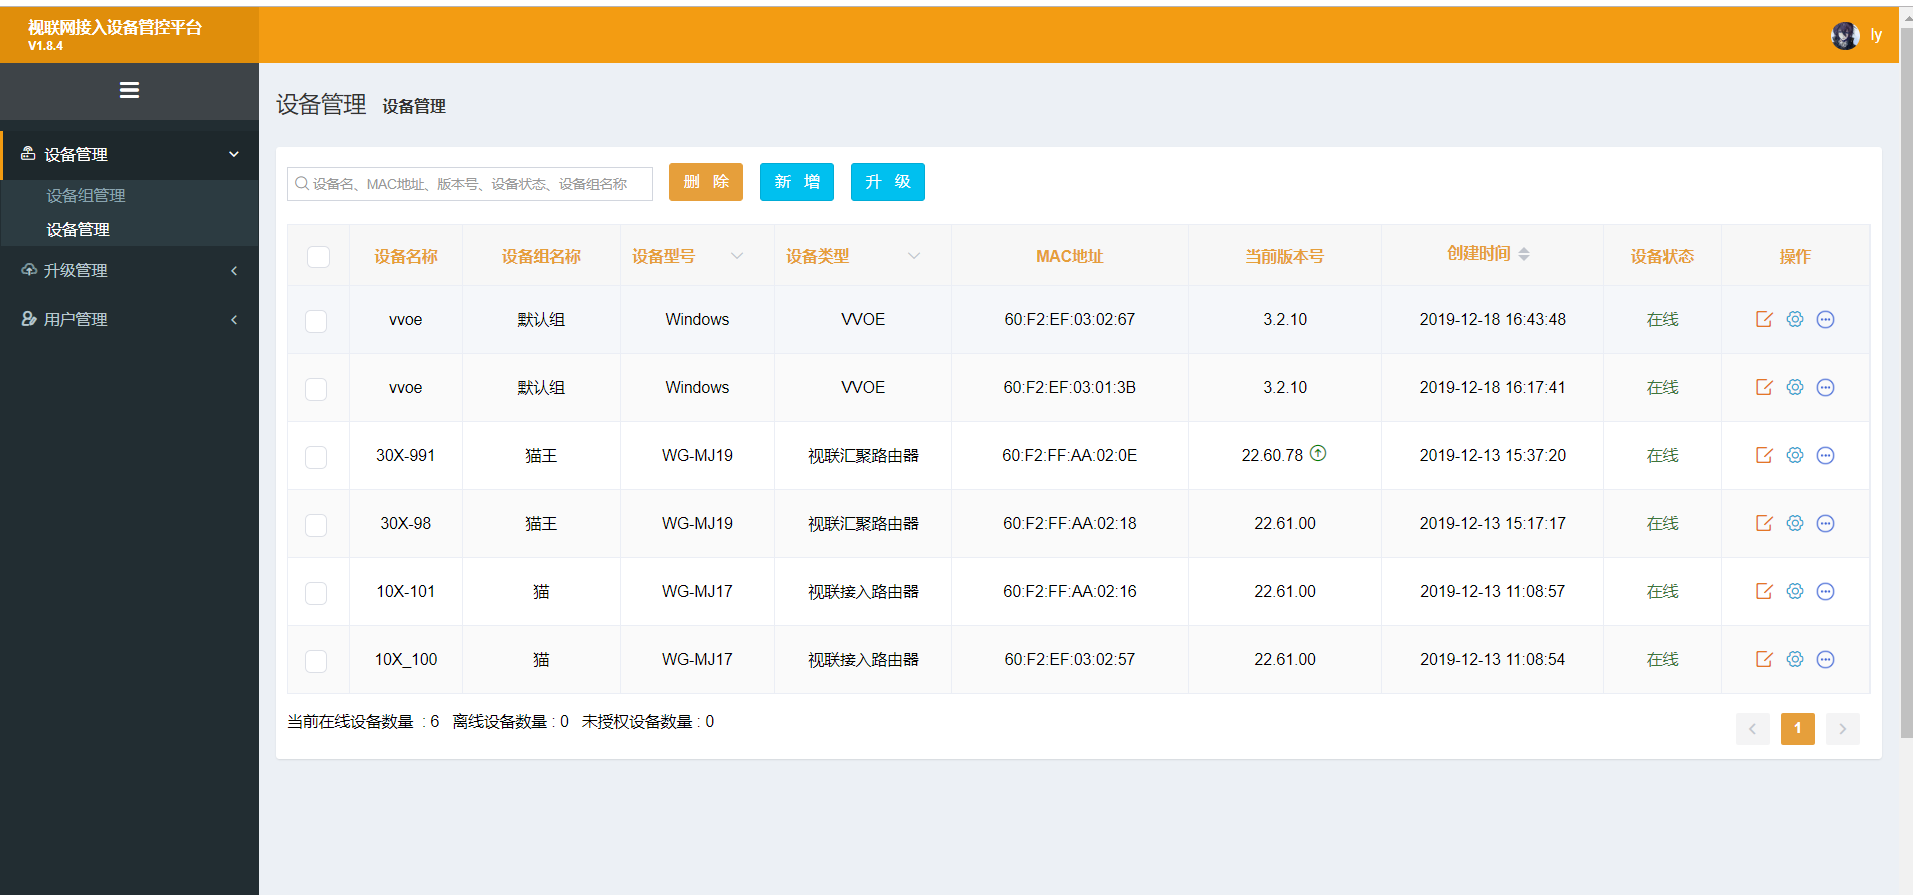 视联网接入设备管控平台
V1.8.4
ly
设备管理
设备组管理
设备管理
升级管理
用户管理
设备管理 设备管理
设备名、MAC地址、版本号、设备状态、设备组名称 删 除 新 增 升 级
设备名称 设备组名称 设备型号 设备类型 MAC地址 当前版本号 创建时间 设备状态 操作
vvoe 默认组 Windows VVOE 60:F2:EF:03:02:67 3.2.10 2019-12-18 16:43:48 在线
vvoe 默认组 Windows VVOE 60:F2:EF:03:01:3B 3.2.10 2019-12-18 16:17:41 在线
30X-991 猫王 WG-MJ19 视联汇聚路由器 60:F2:FF:AA:02:0E 22.60.78 2019-12-13 15:37:20 在线
30X-98 猫王 WG-MJ19 视联汇聚路由器 60:F2:FF:AA:02:18 22.61.00 2019-12-13 15:17:17 在线
10X-101 猫 WG-MJ17 视联接入路由器 60:F2:FF:AA:02:16 22.61.00 2019-12-13 11:08:57 在线
10X_100 猫 WG-MJ17 视联接入路由器 60:F2:EF:03:02:57 22.61.00 2019-12-13 11:08:54 在线
当前在线设备数量 : 6 离线设备数量 : 0 未授权设备数量 : 0
1